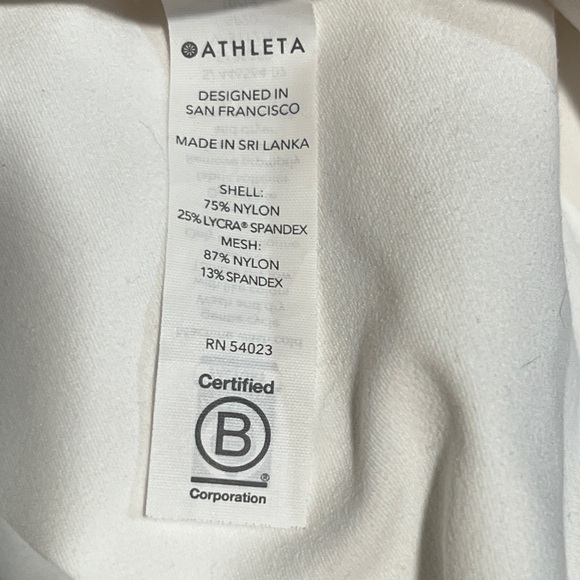 ATHLETA
DESIGNED IN
SAN FRANCISCO
MADE IN SRI LANKA
SHELL:
75% NYLON
25% LYCRA® SPANDEX
MESH:
87% NYLON
13% SPANDEX
RN 54023
Certified
B
®
Corporation